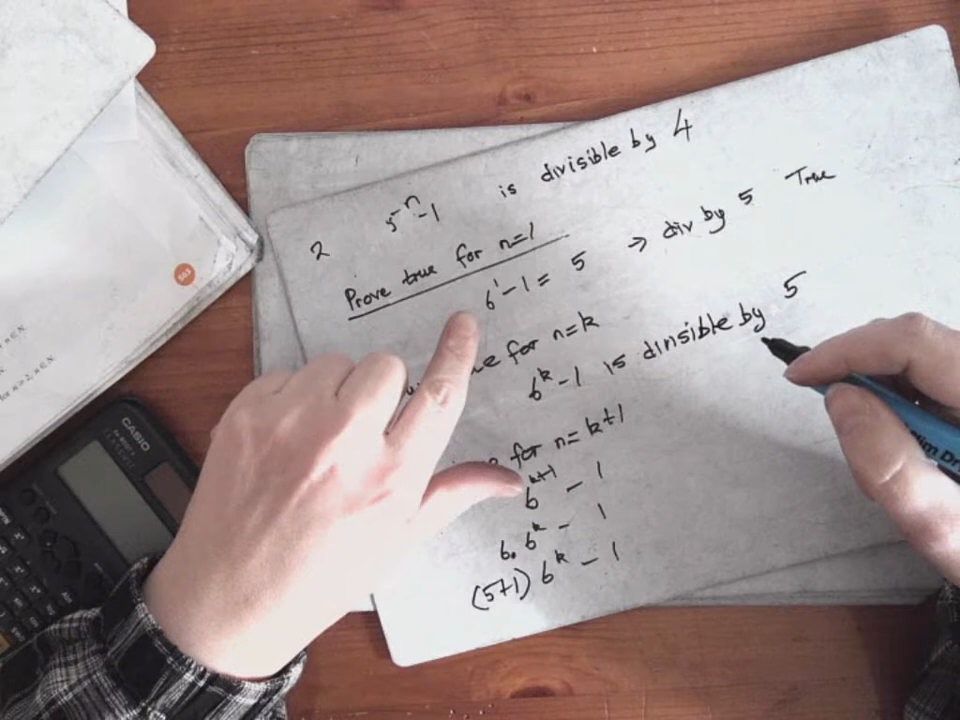 2 5ⁿ-1 is divisible by 4
Prove true for n=1
6¹-1 = 5 → div by 5 True
for n=k
6ᵏ-1 is divisible by 5
for n=k+1
6ᵏ⁺¹ - 1
6.6ᵏ - 1
(5+1) 6ᵏ - 1
CASIO